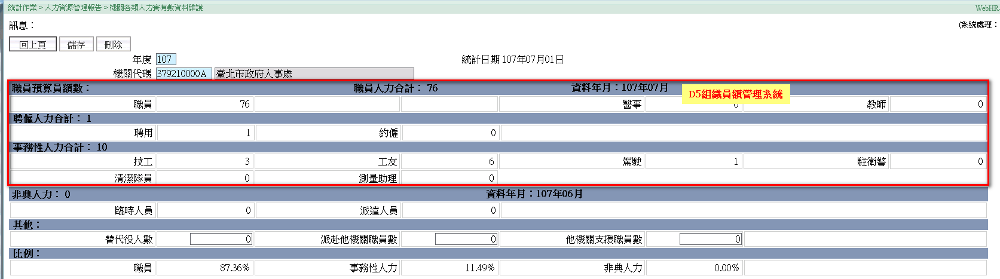 統計作業 > 人力資源管理報告 > 機關各類人力審有數資料維護 WebHR-
訊息： (系統處理：
回上頁 儲存 刪除
年度 107 統計日期 107年07月01日
機關代碼 379210000A 臺北市政府人事處
職員預算員額數： 職員人力合計： 76 資料年月：107年07月
D5組織員額管理系統
職員 76 醫事 0 教師 0
聘僱人力合計： 1
聘用 1 約僱 0
事務性人力合計： 10
技工 3 工友 6 駕駛 1 駐衛警 0
清潔隊員 0 測量助理 0
非典人力： 0 資料年月：107年06月
臨時人員 0 派遣人員 0
其他：
替代役人數 0 派赴他機關職員數 0 他機關支援職員數 0
比例：
職員 87.36% 事務性人力 11.49% 非典人力 0.00%